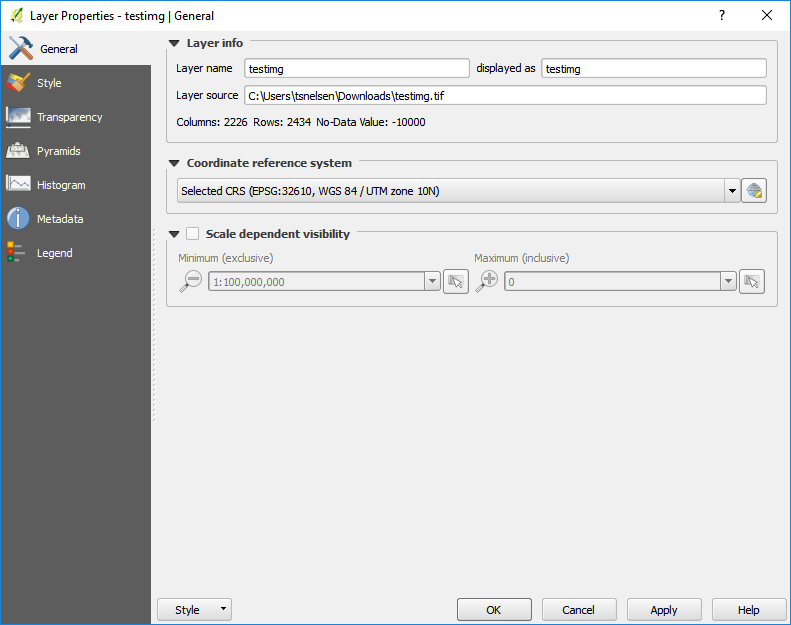 Layer Properties - testimg | General
?
General
Style
Transparency
Pyramids
Histogram
Metadata
Legend
Layer info
Layer name testimg displayed as testimg
Layer source C:\Users\tsnelsen\Downloads\testimg.tif
Columns: 2226 Rows: 2434 No-Data Value: -10000
Coordinate reference system
Selected CRS (EPSG:32610, WGS 84 / UTM zone 10N)
Scale dependent visibility
Minimum (exclusive) Maximum (inclusive)
1:100,000,000 0
Style OK Cancel Apply Help